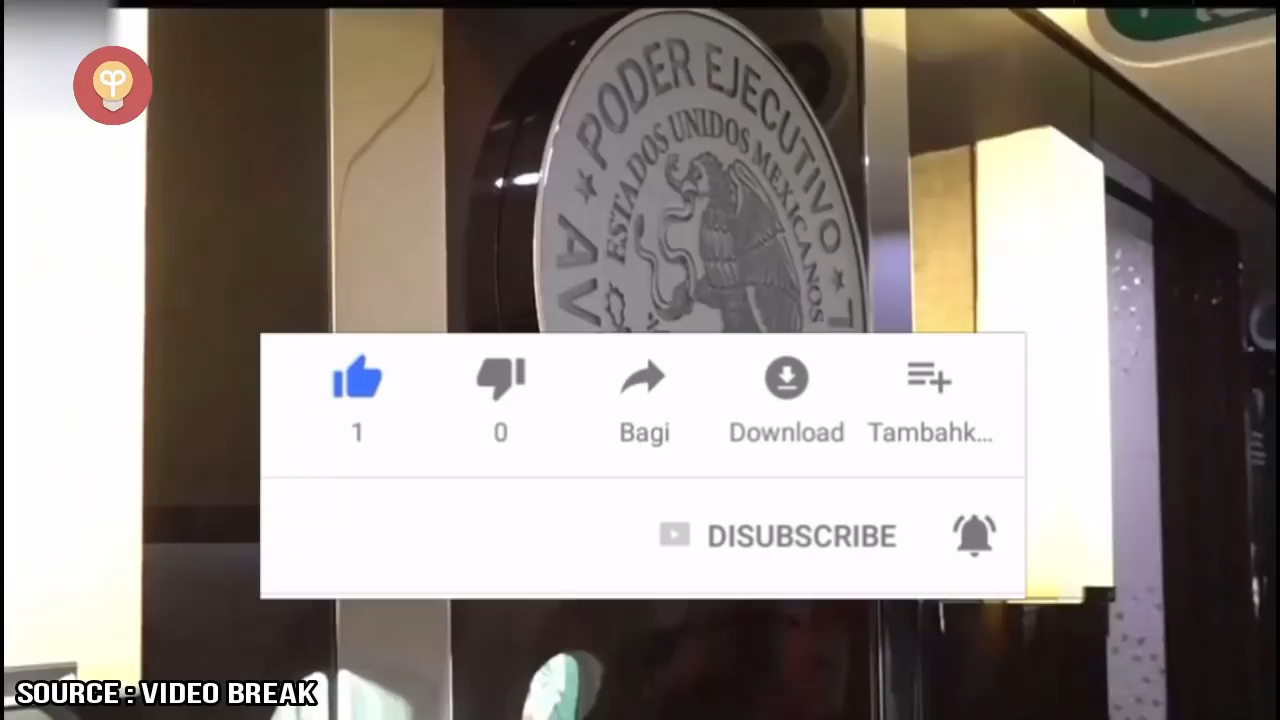 ★ PODER EJECUTIVO ★
ESTADOS UNIDOS MEXICANOS
1
0
Bagi
Download
Tambahk...
DISUBSCRIBE
SOURCE : VIDEO BREAK